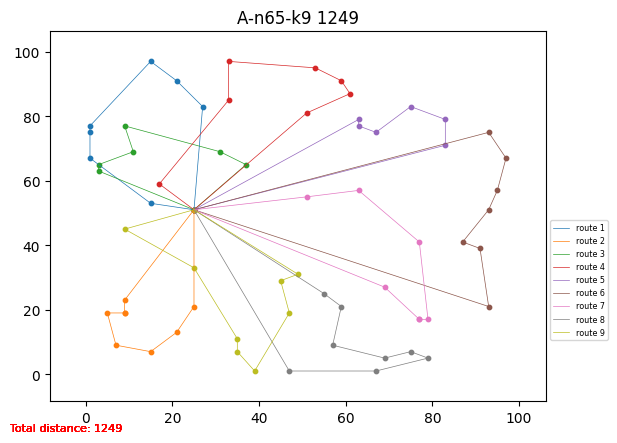 A-n65-k9 1249
100
80
60
40
20
0
0 20 40 60 80 100
route 1
route 2
route 3
route 4
route 5
route 6
route 7
route 8
route 9
Total distance: 1249